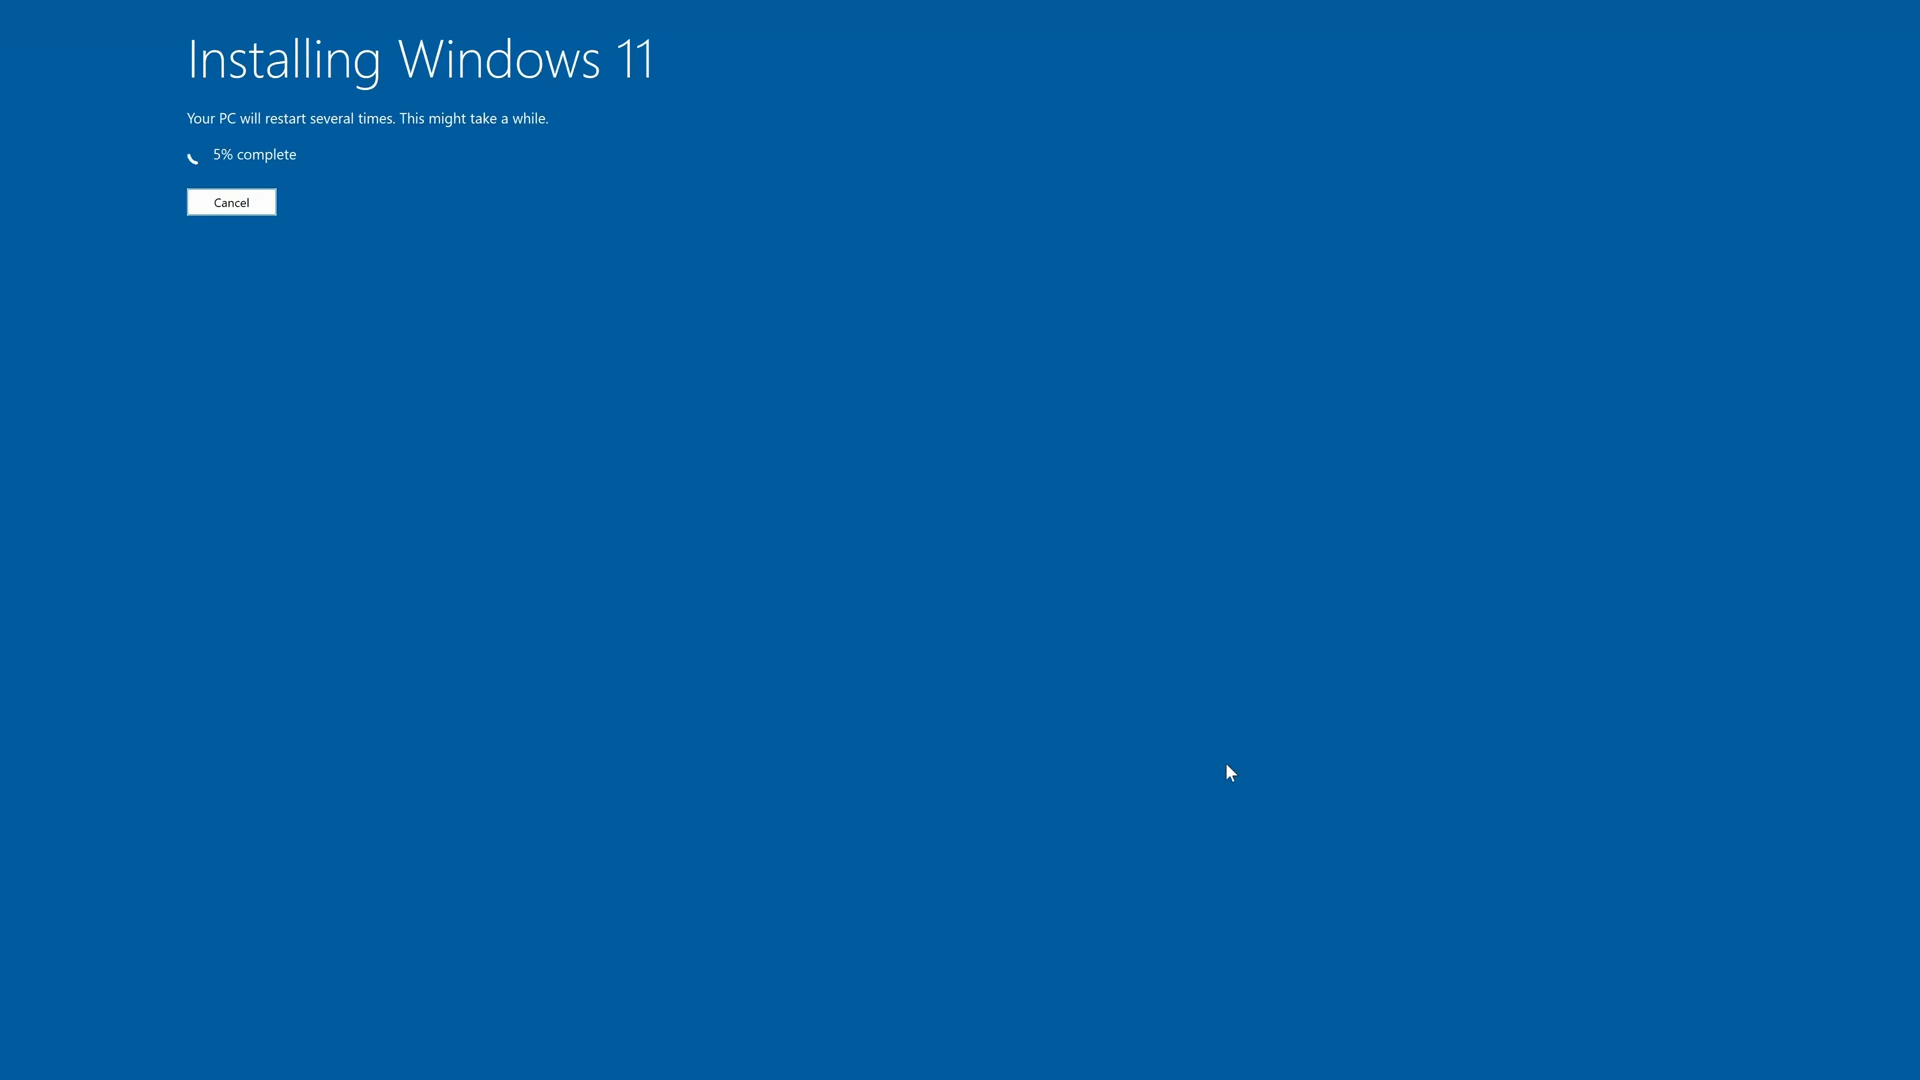 Installing Windows 11
Your PC will restart several times. This might take a while.
5% complete
Cancel